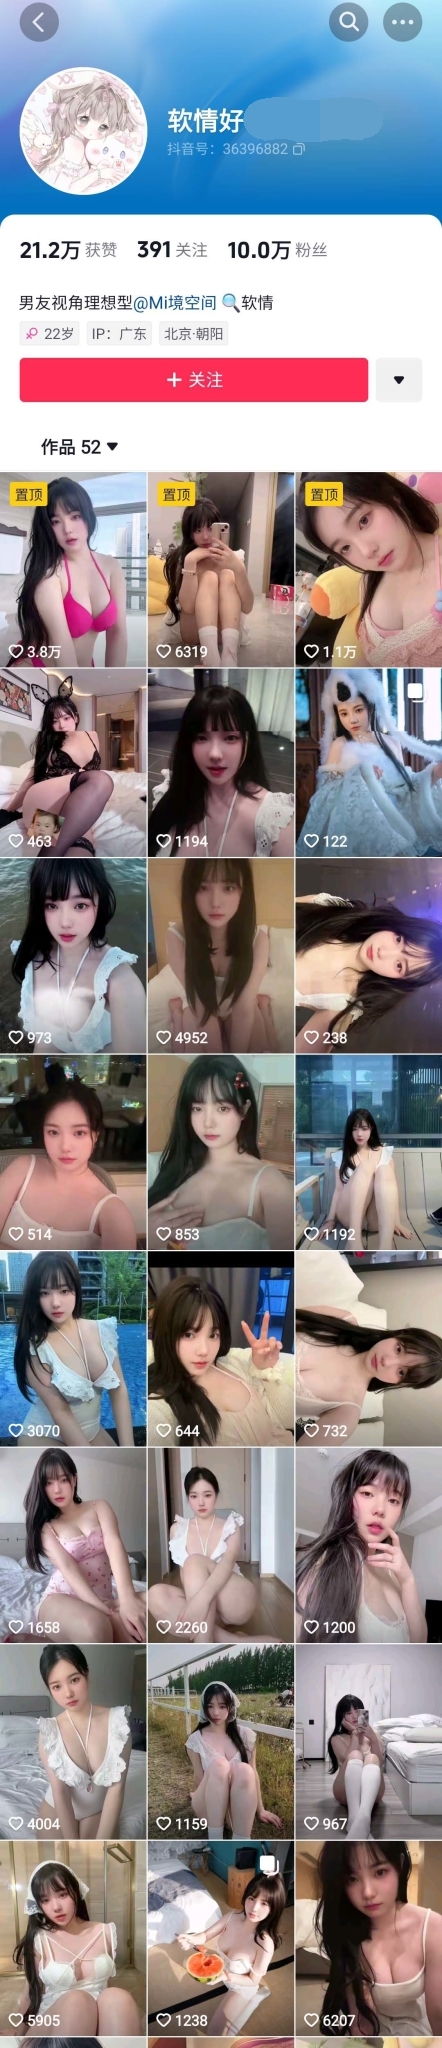 软情好
抖音号：36396882
21.2万 获赞 391 关注 10.0万 粉丝
男友视角理想型@Mi境空间 🔍软情
22岁 IP：广东 北京·朝阳
+ 关注
作品 52
置顶 置顶 置顶
3.8万 6319 1.1万
463 1194 122
973 4952 238
514 853 1192
3070 644 732
1658 2260 1200
4004 1159 967
5905 1238 6207